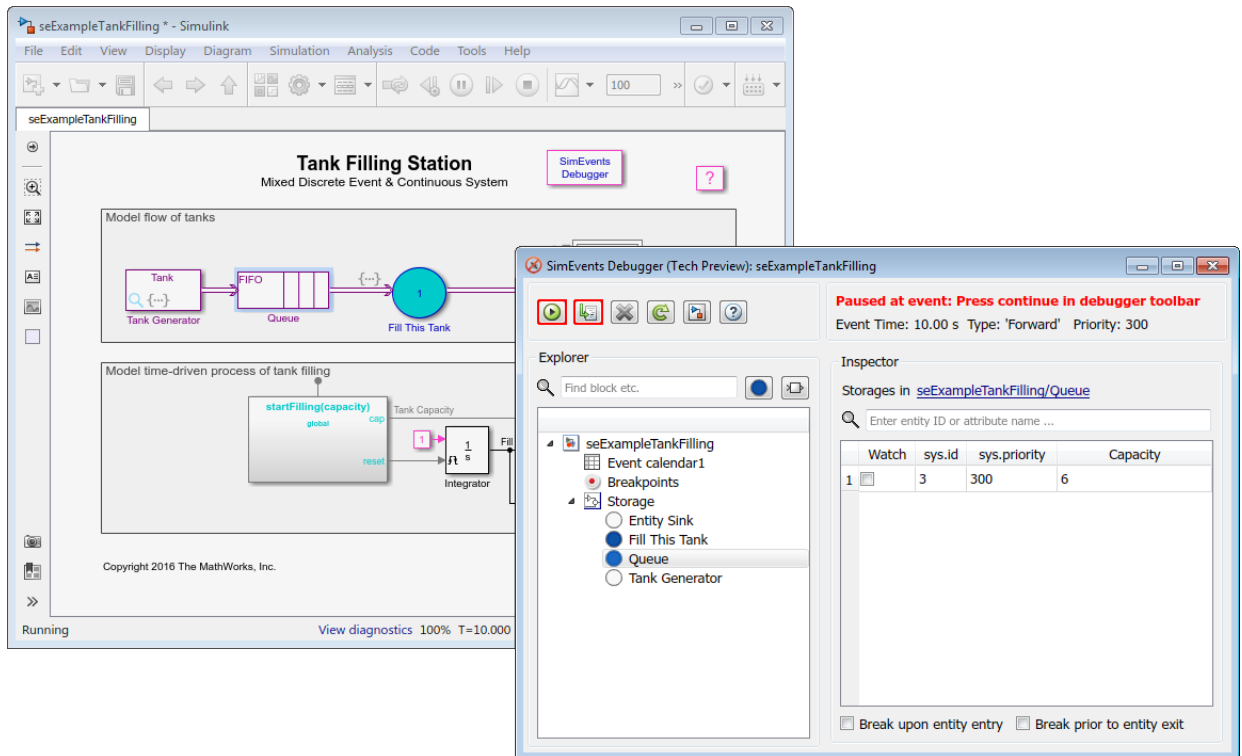 seExampleTankFilling * - Simulink
File Edit View Display Diagram Simulation Analysis Code Tools Help
100 »
seExampleTankFilling
Tank Filling Station
Mixed Discrete Event & Continuous System
SimEvents
Debugger
?
Model flow of tanks
Tank
{···}
Tank Generator
FIFO
Queue
{···}
1
Fill This Tank
Model time-driven process of tank filling
startFilling(capacity)
global
cap
reset
Tank Capacity
1
1
s
Integrator
Fill
Copyright 2016 The MathWorks, Inc.
Running
View diagnostics 100% T=10.000
SimEvents Debugger (Tech Preview): seExampleTankFilling
Paused at event: Press continue in debugger toolbar
Event Time: 10.00 s Type: 'Forward' Priority: 300
Explorer
Find block etc.
seExampleTankFilling
Event calendar1
Breakpoints
Storage
Entity Sink
Fill This Tank
Queue
Tank Generator
Inspector
Storages in seExampleTankFilling/Queue
Enter entity ID or attribute name ...
Watch sys.id sys.priority Capacity
1 3 300 6
Break upon entity entry Break prior to entity exit